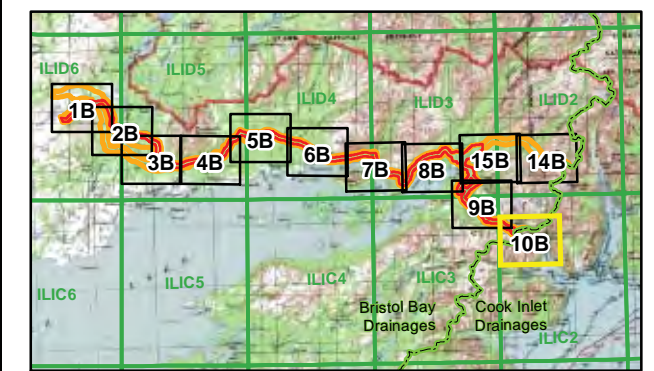 ILID6
ILID5
ILID4
ILID3
ILID2
1B
2B
3B
4B
5B
6B
7B
8B
15B
14B
9B
10B
ILIC6
ILIC5
ILIC4
ILIC3
ILIC2
Bristol Bay
Drainages
Cook Inlet
Drainages